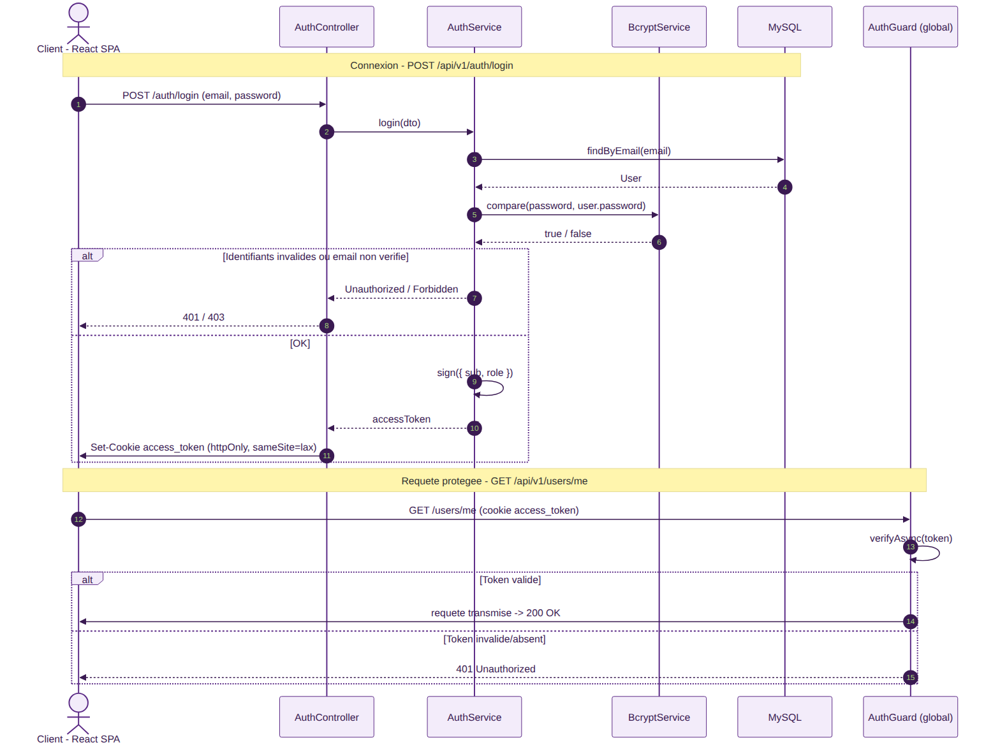 Client - React SPA
AuthController
AuthService
BcryptService
MySQL
AuthGuard (global)
Connexion - POST /api/v1/auth/login
POST /auth/login (email, password)
1
login(dto)
2
findByEmail(email)
3
User
4
compare(password, user.password)
5
true / false
6
alt
[Identifiants invalides ou email non verifie]
Unauthorized / Forbidden
7
401 / 403
8
[OK]
sign({ sub, role })
9
accessToken
10
Set-Cookie access_token (httpOnly, sameSite=lax)
11
Requete protegee - GET /api/v1/users/me
GET /users/me (cookie access_token)
12
verifyAsync(token)
13
alt
[Token valide]
requete transmise -> 200 OK
14
[Token invalide/absent]
401 Unauthorized
15
Client - React SPA
AuthController
AuthService
BcryptService
MySQL
AuthGuard (global)